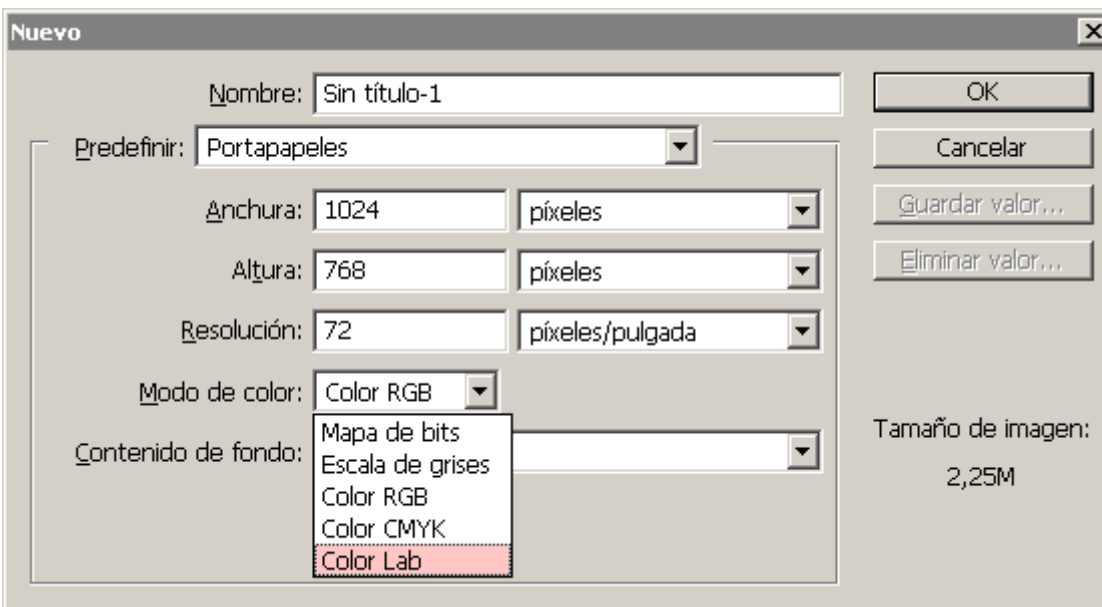 Nuevo
Nombre: Sin título-1
OK
Predefinir: Portapapeles
Cancelar
Anchura: 1024 píxeles
Guardar valor...
Altura: 768 píxeles
Eliminar valor...
Resolución: 72 píxeles/pulgada
Modo de color: Color RGB
Mapa de bits
Contenido de fondo:
Escala de grises
Color RGB
Color CMYK
Color Lab
Tamaño de imagen:
2,25M